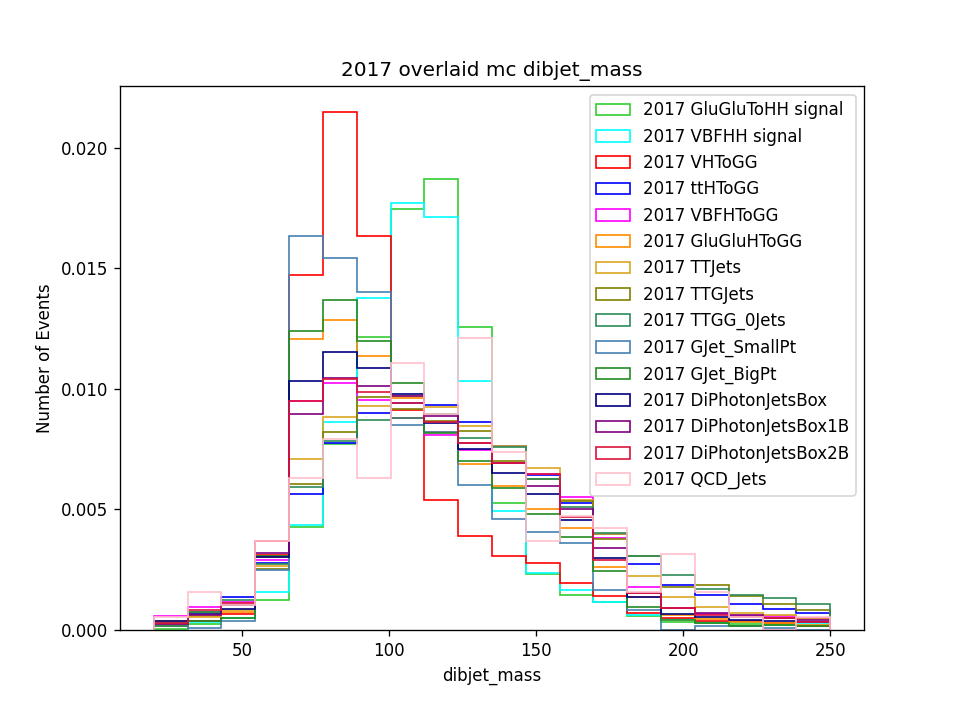 2017 overlaid mc dibjet_mass
2017 GluGluToHH signal
2017 VBFHH signal
2017 VHToGG
2017 ttHToGG
2017 VBFHToGG
2017 GluGluHToGG
2017 TTJets
2017 TTGJets
2017 TTGG_0Jets
2017 GJet_SmallPt
2017 GJet_BigPt
2017 DiPhotonJetsBox
2017 DiPhotonJetsBox1B
2017 DiPhotonJetsBox2B
2017 QCD_Jets
Number of Events
0.020
0.015
0.010
0.005
0.000
50 100 150 200 250
dibjet_mass